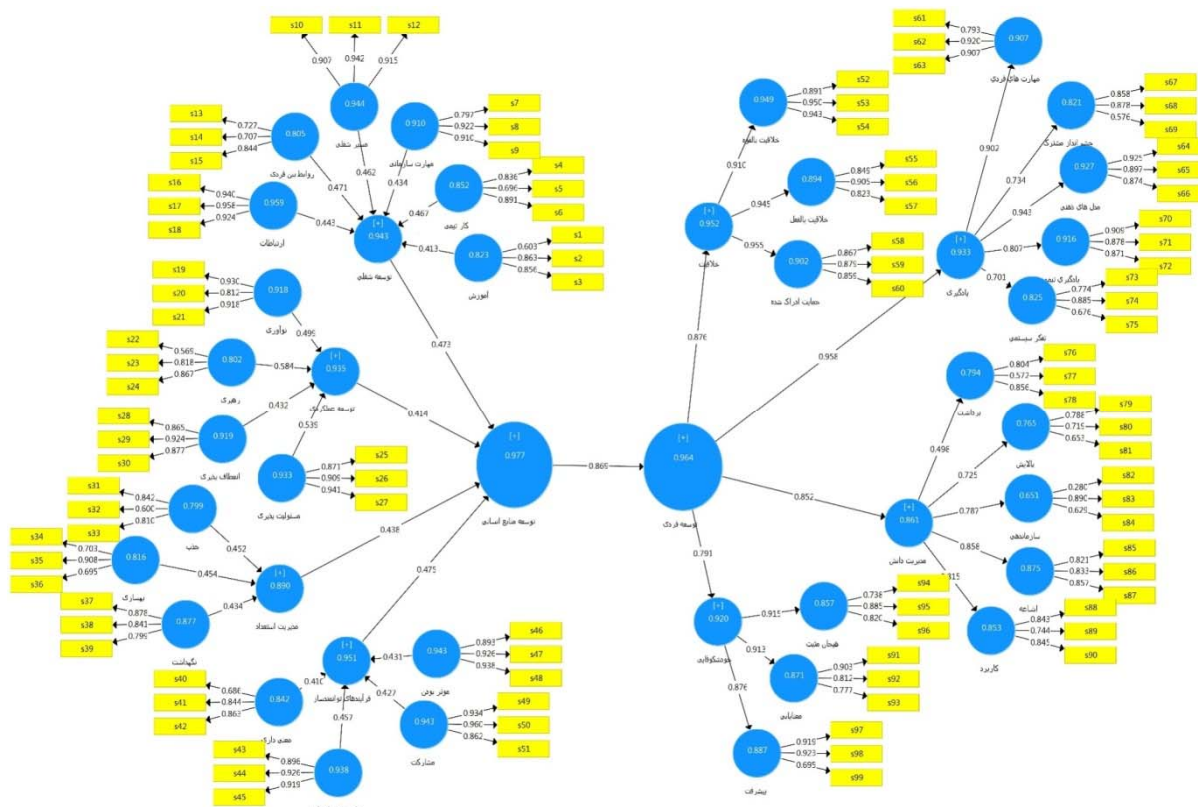 s10
s11
s12
0.907
0.942
0.915
0.944
مسیر شغلی
s13
s14
s15
0.727
0.707
0.844
0.805
روابط بین فردی
0.471
0.462
s7
s8
s9
0.797
0.922
0.910
0.910
مهارت سازمانی
0.434
s4
s5
s6
0.836
0.696
0.891
0.852
کار تیمی
0.467
s16
s17
s18
0.940
0.958
0.924
0.959
ارتباطات
0.443
[+]
0.943
توسعه شغلی
s1
s2
s3
0.603
0.863
0.856
0.823
آموزش
0.413
0.473
s19
s20
s21
0.930
0.812
0.918
0.918
نوآوری
0.499
s22
s23
s24
0.569
0.818
0.867
0.802
رهبری
0.584
[+]
0.935
توسعه عملکردی
0.414
s28
s29
s30
0.865
0.924
0.877
0.919
انعطاف پذیری
0.432
0.539
s25
s26
s27
0.871
0.909
0.941
0.933
مسئولیت پذیری
[+]
0.977
توسعه منابع انسانی
0.869
s31
s32
s33
0.842
0.600
0.810
0.799
جذب
0.452
s34
s35
s36
0.703
0.908
0.695
0.816
بهسازی
0.454
[+]
0.890
مدیریت استعداد
0.438
s37
s38
s39
0.878
0.841
0.799
0.877
نگهداشت
0.434
0.475
s40
s41
s42
0.686
0.844
0.863
0.842
معنی داری
0.410
[+]
0.951
فرآیندهای توانمندساز
s46
s47
s48
0.893
0.926
0.938
0.943
موثر بودن
0.431
s49
s50
s51
0.934
0.960
0.862
0.943
مشارکت
0.427
s43
s44
s45
0.896
0.926
0.919
0.938
0.457
s61
s62
s63
0.793
0.920
0.907
0.907
مهارت های فردی
0.902
s52
s53
s54
0.891
0.950
0.943
0.949
خلاقیت بالقوه
0.910
s67
s68
s69
0.858
0.878
0.576
0.821
چشم انداز مشترک
0.734
s55
s56
s57
0.849
0.905
0.823
0.894
خلاقیت بالفعل
0.945
s64
s65
s66
0.925
0.897
0.874
0.927
مدل های ذهنی
0.943
[+]
0.952
خلاقیت
[+]
0.933
یادگیری
s58
s59
s60
0.867
0.879
0.859
0.902
حمایت ادراک شده
0.955
s70
s71
s72
0.909
0.878
0.871
0.916
یادگیری تیمی
0.807
s73
s74
s75
0.774
0.885
0.676
0.825
تفکر سیستمی
0.701
0.876
0.958
s76
s77
s78
0.804
0.572
0.856
0.794
برداشت
0.496
[+]
0.964
توسعه فردی
0.852
s79
s80
s81
0.788
0.719
0.653
0.765
پالایش
0.725
s82
s83
s84
0.280
0.890
0.629
0.651
سازماندهی
0.787
[+]
0.861
مدیریت دانش
s85
s86
s87
0.821
0.833
0.857
0.875
اشاعه
0.858
s88
s89
s90
0.843
0.744
0.845
0.853
کاربرد
0.791
s94
s95
s96
0.738
0.885
0.820
0.857
هیجان مثبت
0.915
[+]
0.920
خودشکوفایی
s91
s92
s93
0.903
0.812
0.777
0.871
معنایابی
0.913
0.876
s97
s98
s99
0.919
0.923
0.695
0.887
پیشرفت